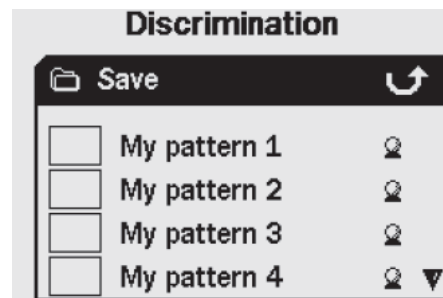 Discrimination
Save
My pattern 1
My pattern 2
My pattern 3
My pattern 4